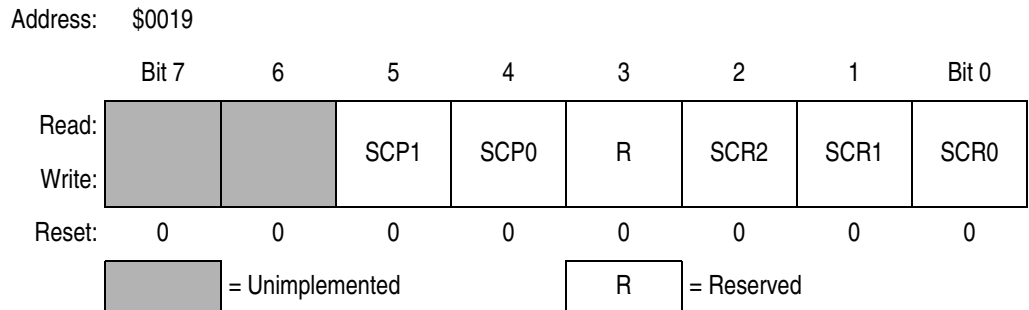 Address: $0019
Bit 7 6 5 4 3 2 1 Bit 0
Read:
SCP1 SCP0 R SCR2 SCR1 SCR0
Write:
Reset: 0 0 0 0 0 0 0 0
= Unimplemented R = Reserved